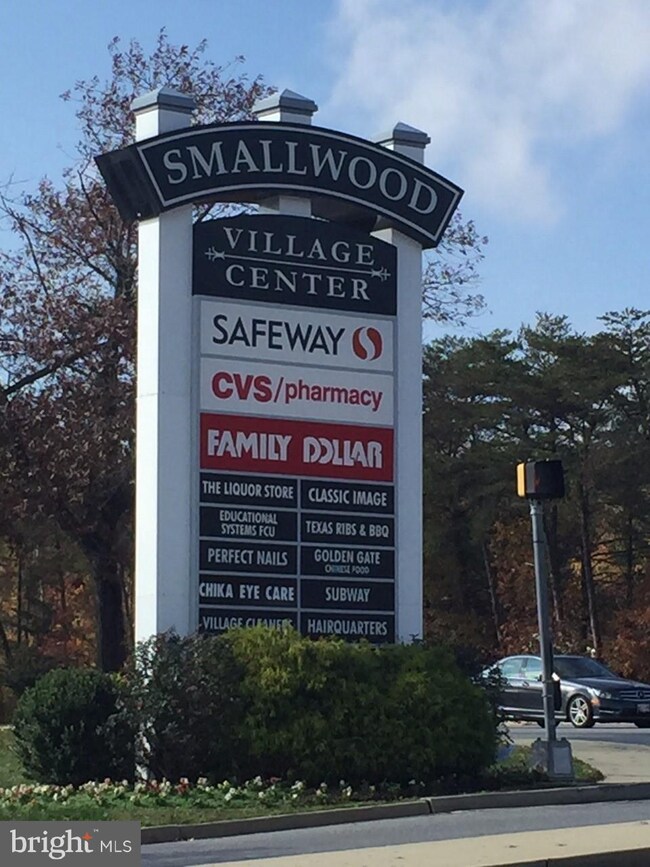 SMALLWOOD
VILLAGE
CENTER
SAFEWAY
CVS/pharmacy
FAMILY DOLLAR
THE LIQUOR STORE
CLASSIC IMAGE
EDUCATIONAL
SYSTEMS FCU
TEXAS RIBS & BBQ
PERFECT NAILS
GOLDEN GATE
CHINESE FOOD
CHIKA EYE CARE
SUBWAY
VILLAGE CLEANERS
HAIRQUARTERS
bright MLS